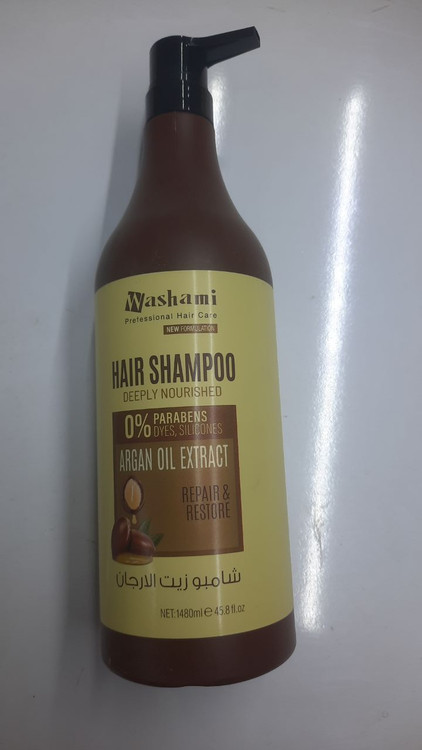 Washami
Professional Hair Care
NEW FORMULATION
HAIR SHAMPOO
DEEPLY NOURISHED
0% PARABENS
DYES, SILICONES
ARGAN OIL EXTRACT
REPAIR &
RESTORE
شامبو زيت الارجان
NET:1480ml ℮ 45.8 fl.oz